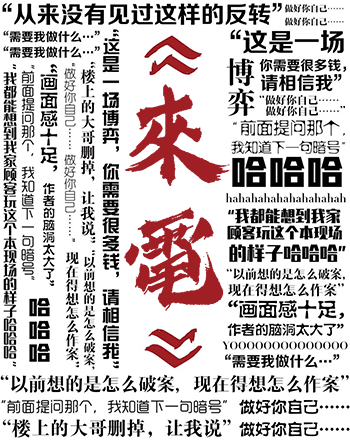 “从来没有见过这样的反转”
做好你自己……
做好你自己……
“需要我做什么…”
“需要我做什么…”
“我都能想到我家顾客玩这个本现场的样子哈哈哈”
“前面提问那个，我知道下一句暗号”
“画面感十足，作者的脑洞太大了”
哈哈哈
“做好你自己……做好你自己……”
“楼上的大哥删掉，让我说”
现在得想怎么作案”
“以前想的是怎么破案，
“这是一场博弈，你需要很多钱，请相信我”
《來電》
“这是一场
博弈
你需要很多钱，
请相信我”
“做好你自己……
做好你自己……”
“前面提问那个，
我知道下一句暗号”
哈哈哈
hahahahahahahahahah
“我都能想到我家
顾客玩这个本现场
的样子哈哈哈”
“以前想的是怎么破案，
现在得想怎么作案”
“画面感十足，
作者的脑洞太大了”
YOOOOOOOOOOOOOO
“需要我做什么…”
“以前想的是怎么破案，现在得想怎么作案”
“前面提问那个，我知道下一句暗号”
做好你自己……
“楼上的大哥删掉，让我说”
做好你自己……